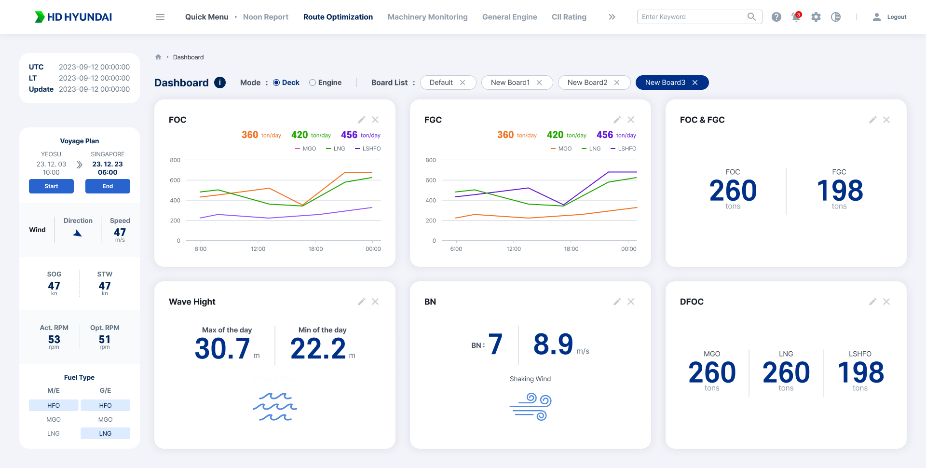 HD HYUNDAI
Quick Menu • Noon Report Route Optimization Machinery Monitoring General Engine CII Rating
Enter Keyword
3
Logout
UTC 2023-09-12 00:00:00
LT 2023-09-12 00:00:00
Update 2023-09-12 00:00:00
Voyage Plan
YEOSU SINGAPORE
23. 12. 03 23. 12. 23
10:00 06:00
Start End
Wind Direction Speed
47
m/s
SOG STW
47 47
kn kn
Act. RPM Opt. RPM
53 51
rpm rpm
Fuel Type
M/E G/E
HFO HFO
MGO MGO
LNG LNG
• Dashboard
Dashboard i Mode : Deck Engine Board List : Default New Board1 New Board2 New Board3
FOC
360 ton/day 420 ton/day 456 ton/day
MGO LNG LSHFO
800
600
400
200
0
6:00 12:00 18:00 00:00
FGC
360 ton/day 420 ton/day 456 ton/day
MGO LNG LSHFO
800
600
400
200
0
6:00 12:00 18:00 00:00
FOC & FGC
FOC FGC
260 198
tons tons
Wave Hight
Max of the day Min of the day
30.7 m 22.2 m
BN
BN : 7 8.9 m/s
Shaking Wind
DFOC
MGO LNG LSHFO
260 260 198
tons tons tons